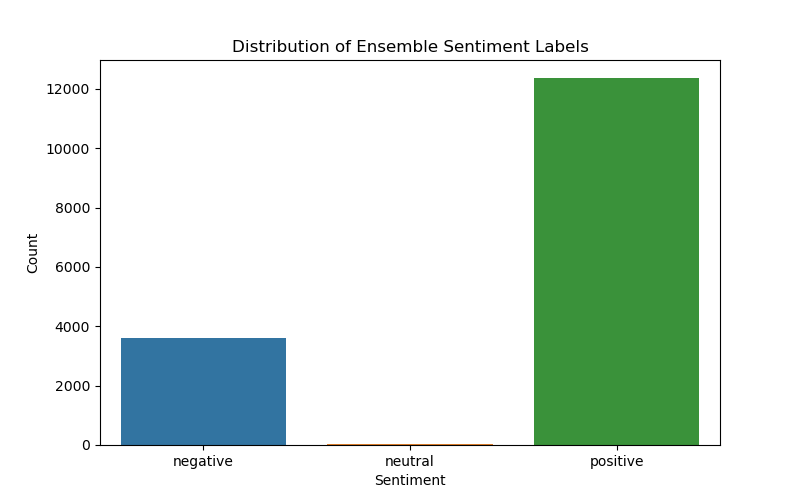 Distribution of Ensemble Sentiment Labels
12000
10000
8000
6000
4000
2000
0
Count
negative neutral positive
Sentiment